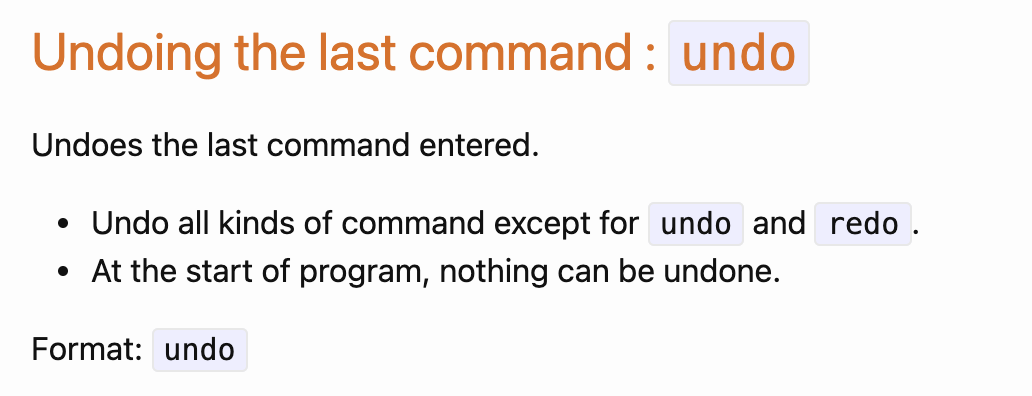 Undoing the last command : undo
Undoes the last command entered.
• Undo all kinds of command except for undo and redo.
• At the start of program, nothing can be undone.
Format: undo